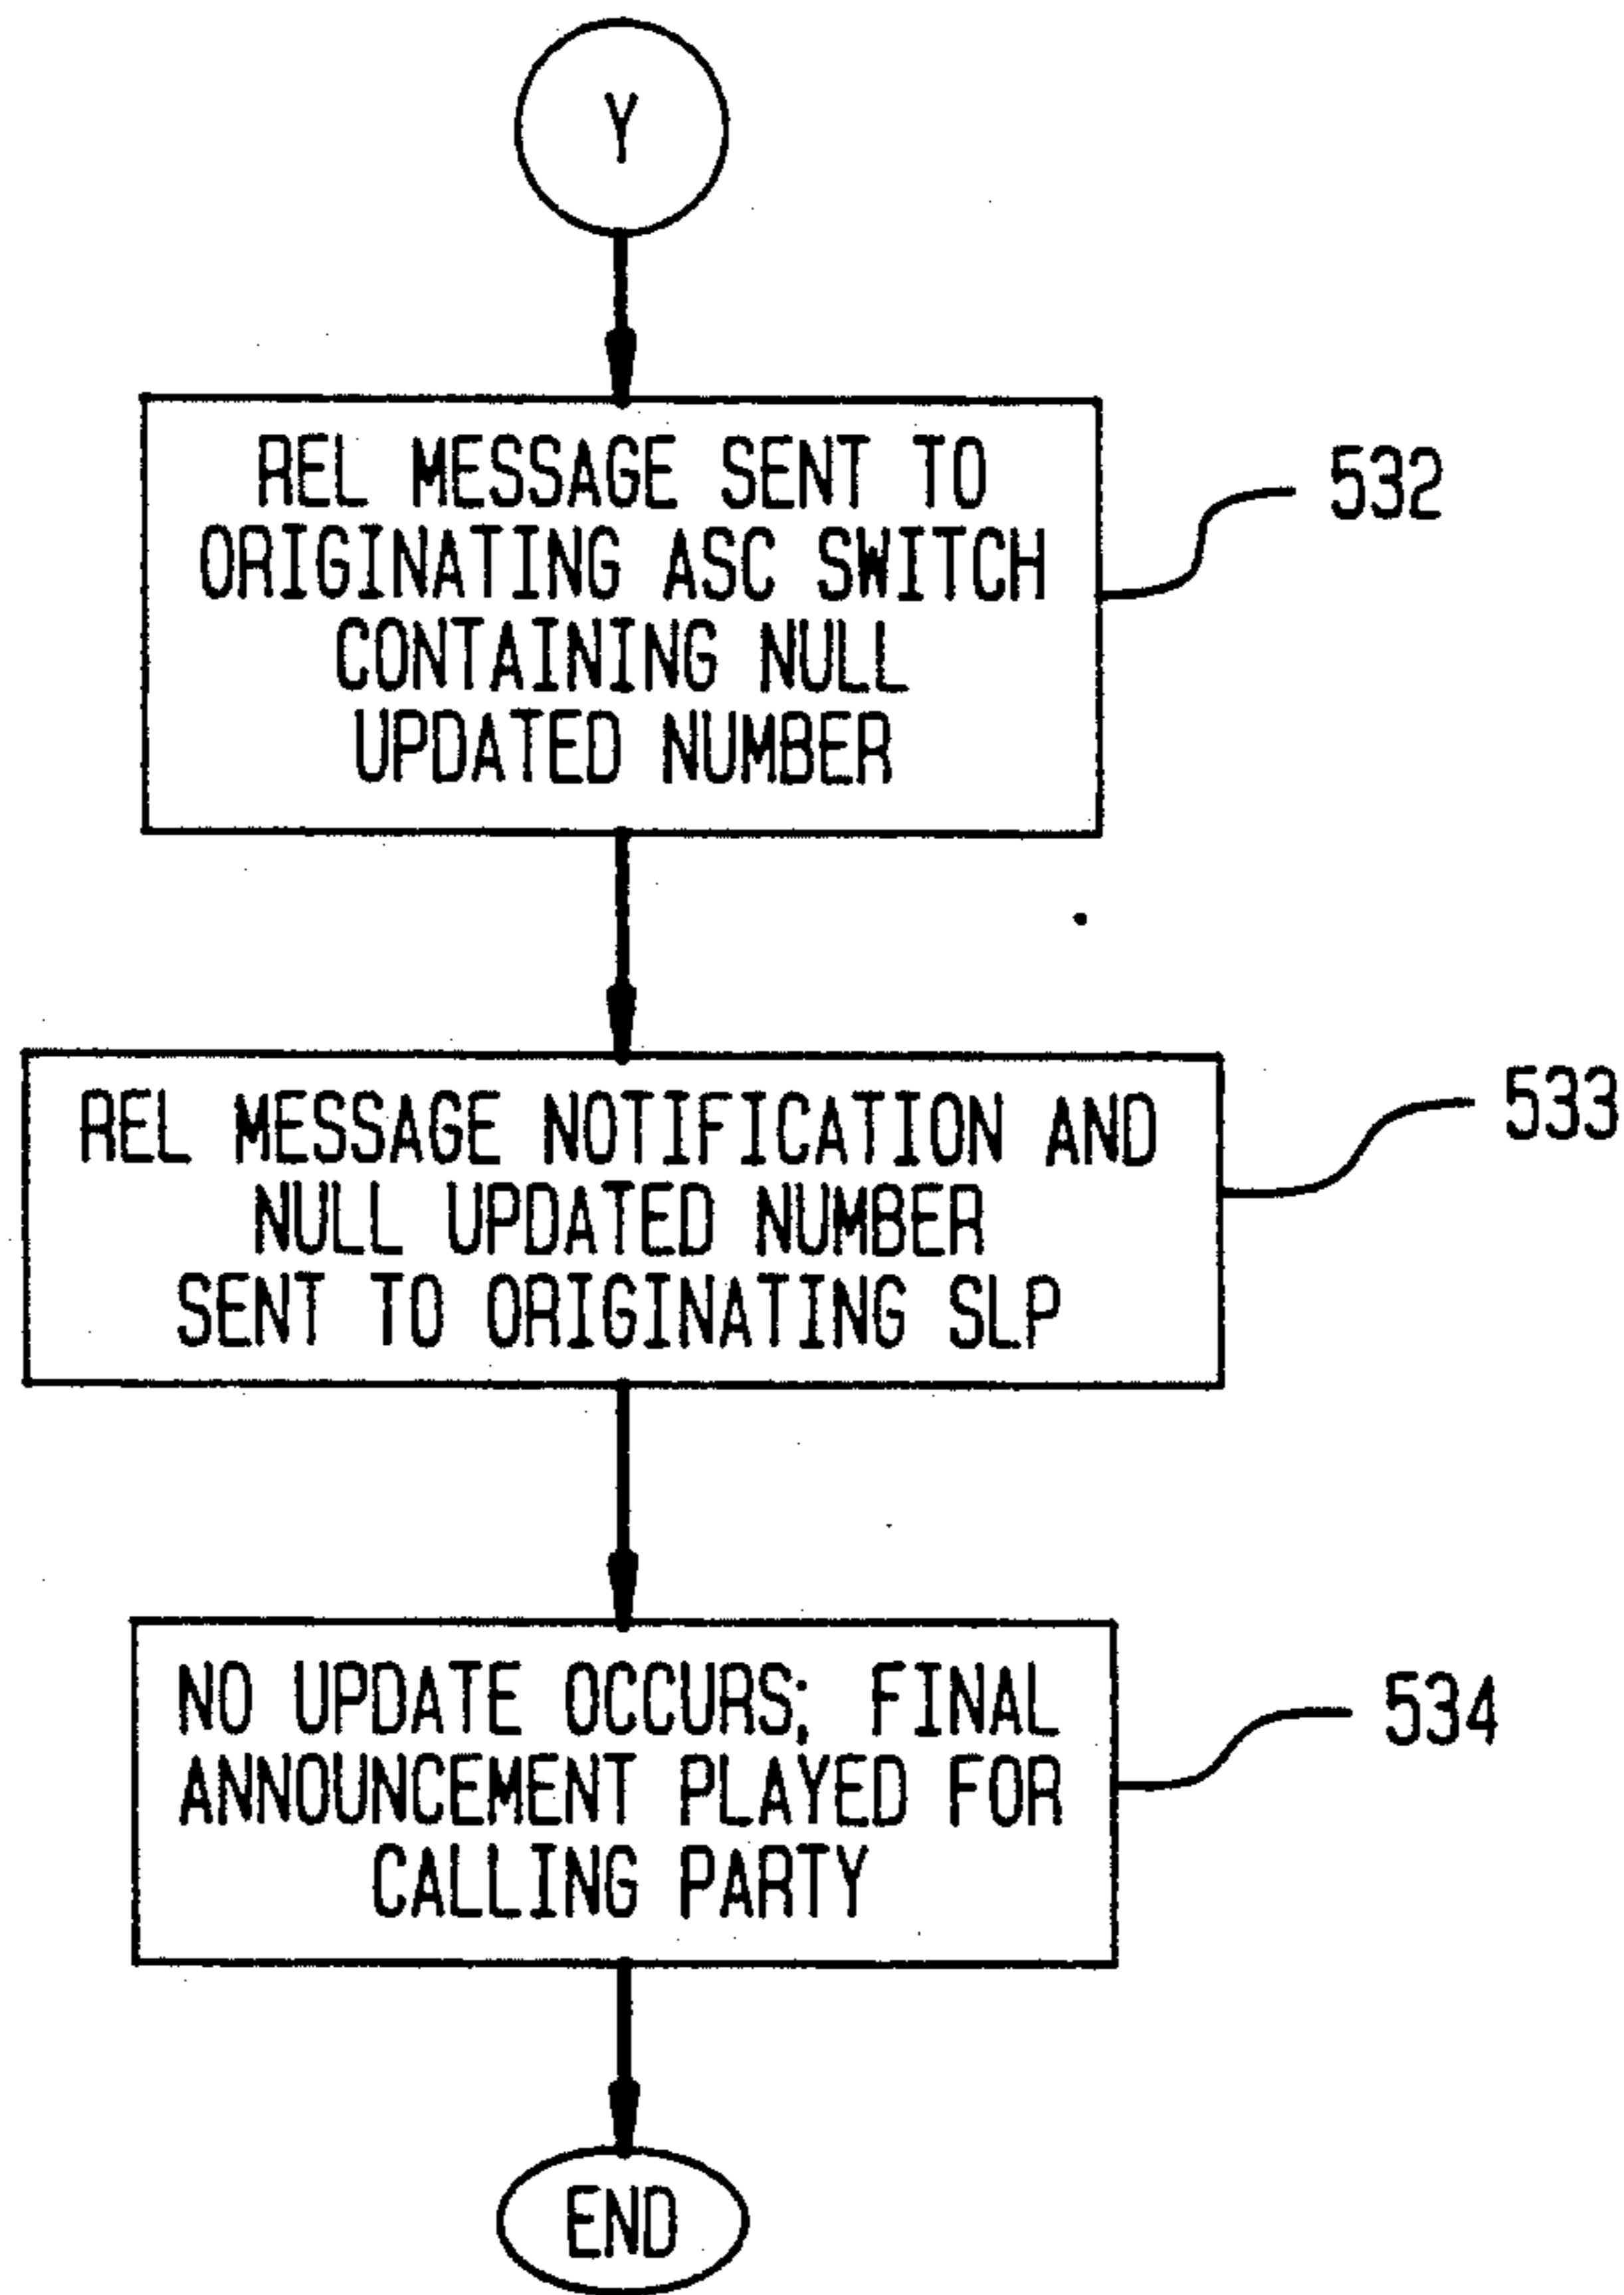 Y
REL MESSAGE SENT TO
ORIGINATING ASC SWITCH
CONTAINING NULL
UPDATED NUMBER
532
REL MESSAGE NOTIFICATION AND
NULL UPDATED NUMBER
SENT TO ORIGINATING SLP
533
NO UPDATE OCCURS; FINAL
ANNOUNCEMENT PLAYED FOR
CALLING PARTY
534
END